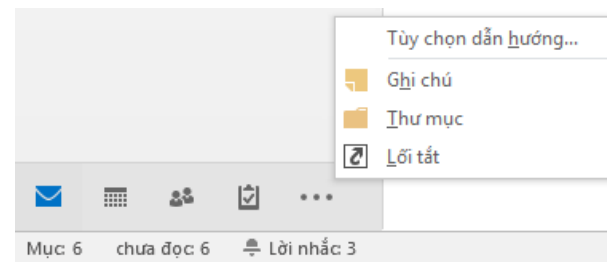 Tùy chọn dẫn hướng...
Ghi chú
Thư mục
Lối tắt
Mục: 6 chưa đọc: 6 Lời nhắc: 3